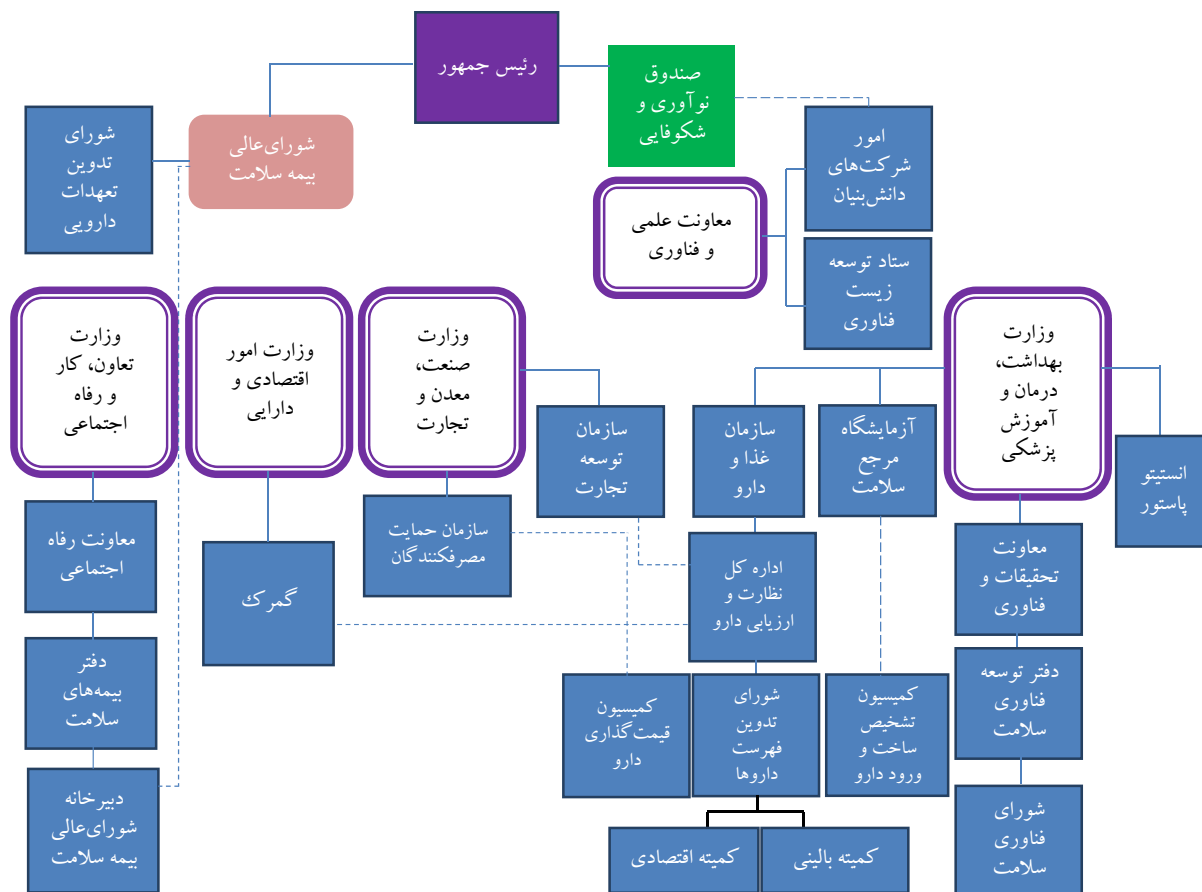 رئیس جمهور
صندوق
نوآوری و
شکوفایی
امور
شرکت‌های
دانش‌بنیان
شورای‌عالی
بیمه سلامت
شورای
تدوین
تعهدات
دارویی
معاونت علمی
و فناوری
ستاد توسعه
زیست
فناوری
وزارت
بهداشت،
درمان و
آموزش
پزشکی
وزارت
صنعت،
معدن و
تجارت
وزارت امور
اقتصادی و
دارایی
وزارت
تعاون، کار
و رفاه
اجتماعی
انستیتو
پاستور
آزمایشگاه
مرجع
سلامت
سازمان
غذا و
دارو
سازمان
توسعه
تجارت
سازمان حمایت
مصرفکنندگان
گمرک
معاونت رفاه
اجتماعی
معاونت
تحقیقات و
فناوری
اداره کل
نظارت و
ارزیابی دارو
دفتر توسعه
فناوری
سلامت
کمیسیون
تشخیص
ساخت و
ورود دارو
شورای
تدوین
فهرست
داروها
کمیسیون
قیمت‌گذاری
دارو
دفتر
بیمه‌های
سلامت
شورای
فناوری
سلامت
کمیته بالینی
کمیته اقتصادی
دبیرخانه
شورای‌عالی
بیمه سلامت